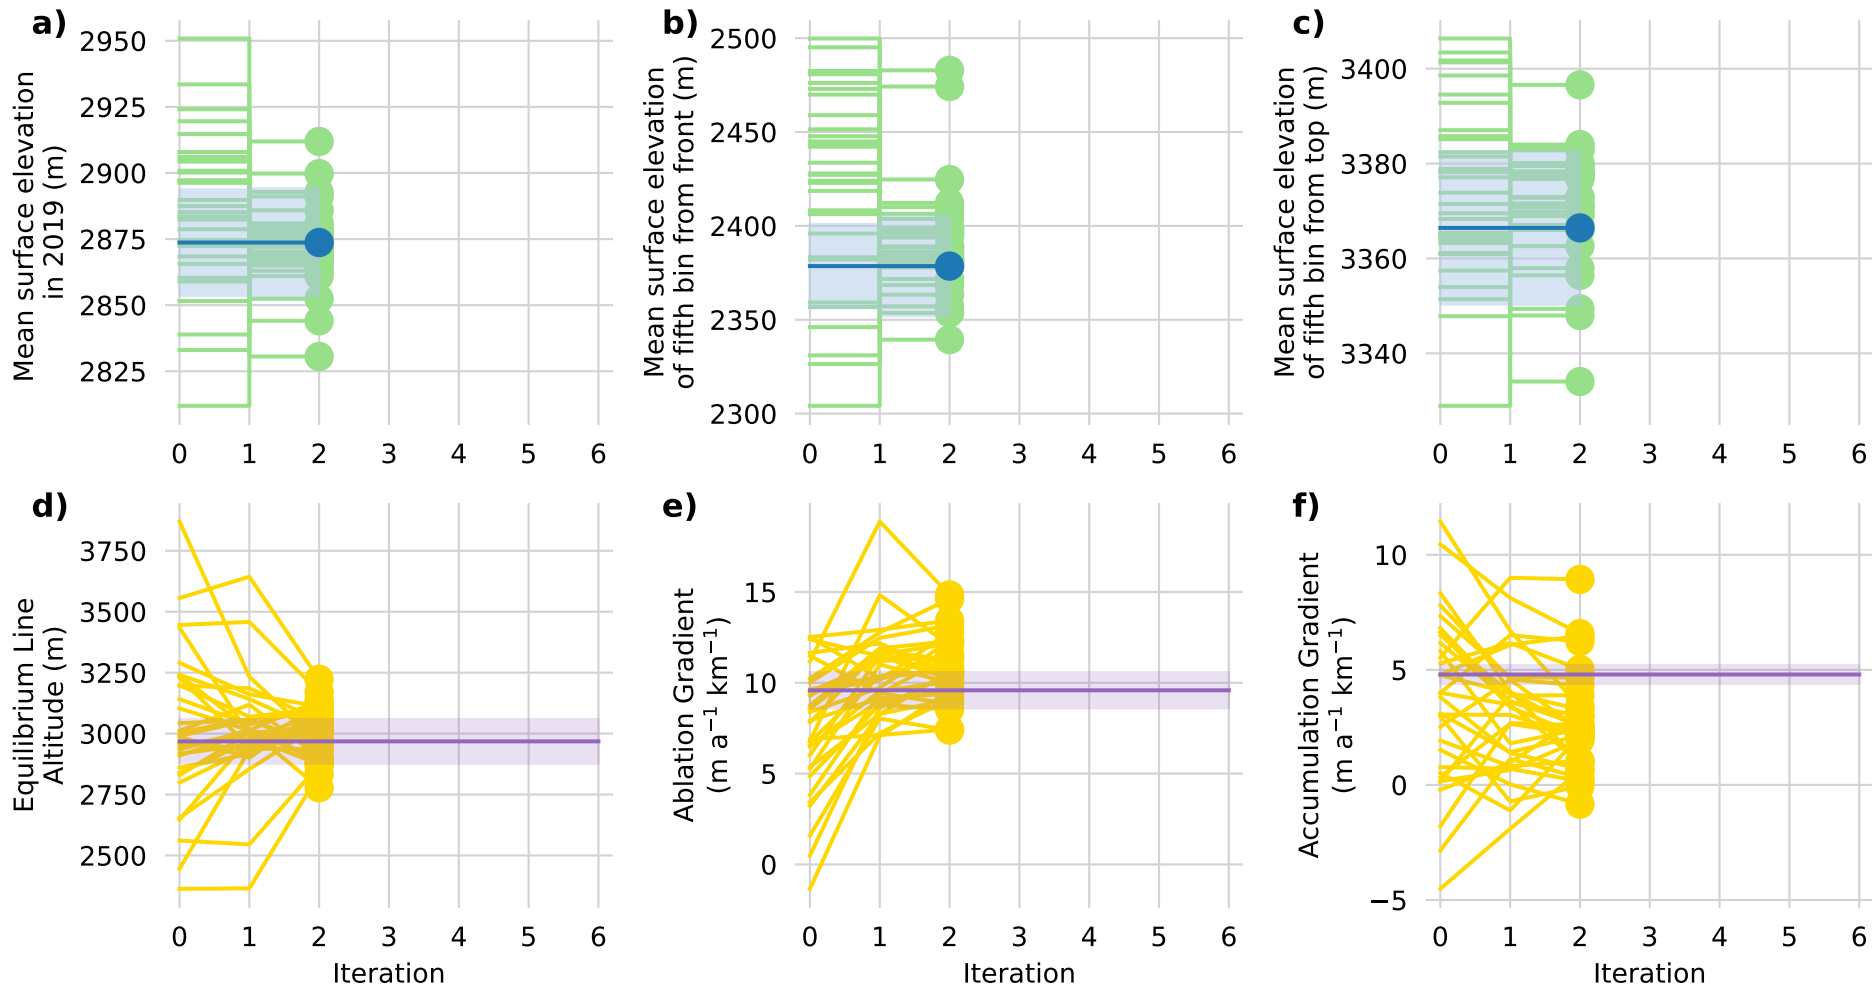 a)
Mean surface elevation
in 2019 (m)
2950
2925
2900
2875
2850
2825
0 1 2 3 4 5 6
b)
Mean surface elevation
of fifth bin from front (m)
2500
2450
2400
2350
2300
0 1 2 3 4 5 6
c)
Mean surface elevation
of fifth bin from top (m)
3400
3380
3360
3340
0 1 2 3 4 5 6
d)
Equilibrium Line
Altitude (m)
3750
3500
3250
3000
2750
2500
0 1 2 3 4 5 6
Iteration
e)
Ablation Gradient
(m a⁻¹ km⁻¹)
15
10
5
0
0 1 2 3 4 5 6
Iteration
f)
Accumulation Gradient
(m a⁻¹ km⁻¹)
10
5
0
−5
0 1 2 3 4 5 6
Iteration